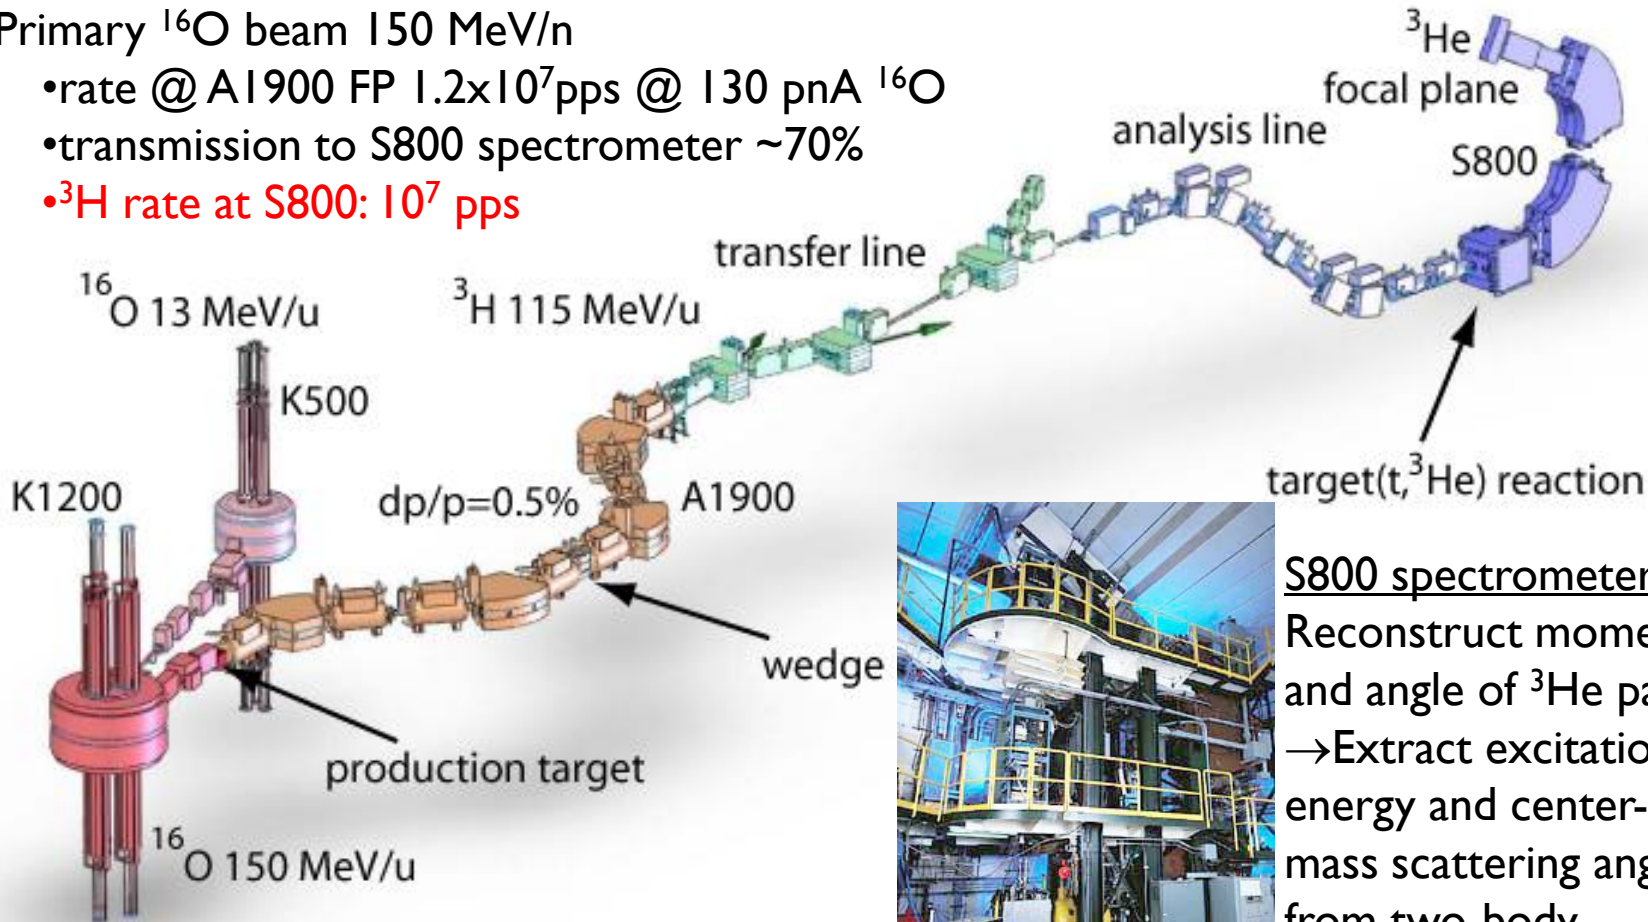 Primary ¹⁶O beam 150 MeV/n
•rate @ A1900 FP 1.2x10⁷pps @ 130 pnA ¹⁶O
•transmission to S800 spectrometer ~70%
•³H rate at S800: 10⁷ pps
³He
focal plane
analysis line
S800
transfer line
¹⁶O 13 MeV/u
³H 115 MeV/u
K500
K1200
dp/p=0.5%
A1900
target(t,³He) reaction
wedge
production target
¹⁶O 150 MeV/u
S800 spectrometer
Reconstruct mome
and angle of ³He pa
→Extract excitatio
energy and center-
mass scattering ang
from two body